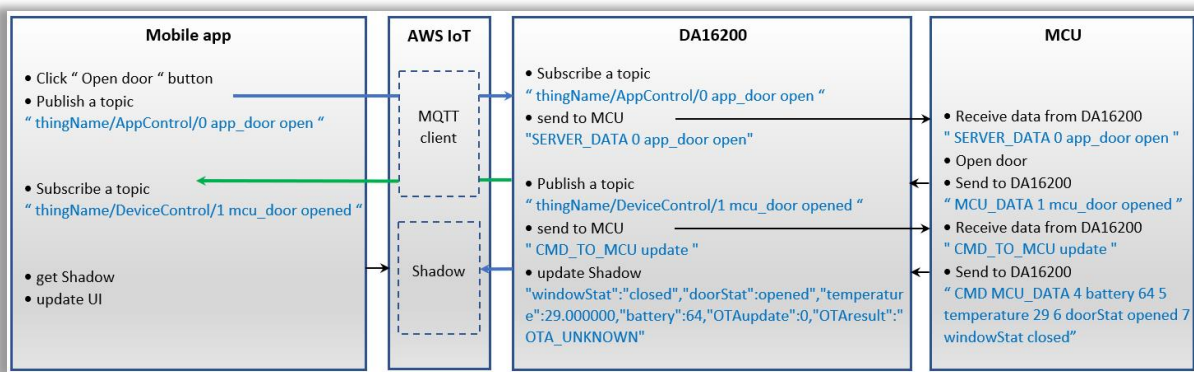 Mobile app
• Click “ Open door “ button
• Publish a topic
“ thingName/AppControl/0 app_door open “
• Subscribe a topic
“ thingName/DeviceControl/1 mcu_door opened “
• get Shadow
• update UI
AWS IoT
MQTT
client
Shadow
DA16200
• Subscribe a topic
“ thingName/AppControl/0 app_door open “
• send to MCU
"SERVER_DATA 0 app_door open"
• Publish a topic
“ thingName/DeviceControl/1 mcu_door opened “
• send to MCU
" CMD_TO_MCU update "
• update Shadow
"windowStat":"closed","doorStat":opened","temperatur
e":29.000000,"battery":64,"OTAupdate":0,"OTAresult":"
OTA_UNKNOWN"
MCU
• Receive data from DA16200
" SERVER_DATA 0 app_door open "
• Open door
• Send to DA16200
“ MCU_DATA 1 mcu_door opened ”
• Receive data from DA16200
" CMD_TO_MCU update "
• Send to DA16200
“ CMD MCU_DATA 4 battery 64 5
temperature 29 6 doorStat opened 7
windowStat closed”